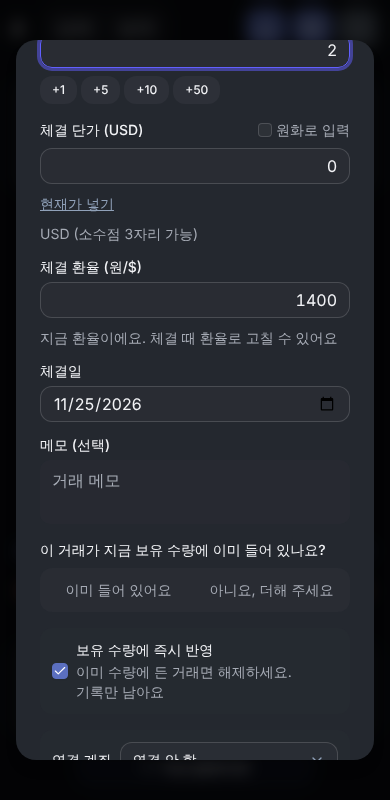 2
+1 +5 +10 +50
체결 단가 (USD) 원화로 입력
0
현재가 넣기
USD (소수점 3자리 가능)
체결 환율 (원/$)
1400
지금 환율이에요. 체결 때 환율로 고칠 수 있어요
체결일
11/25/2026
메모 (선택)
거래 메모
이 거래가 지금 보유 수량에 이미 들어 있나요?
이미 들어 있어요 아니요, 더해 주세요
보유 수량에 즉시 반영
이미 수량에 든 거래면 해제하세요.
기록만 남아요